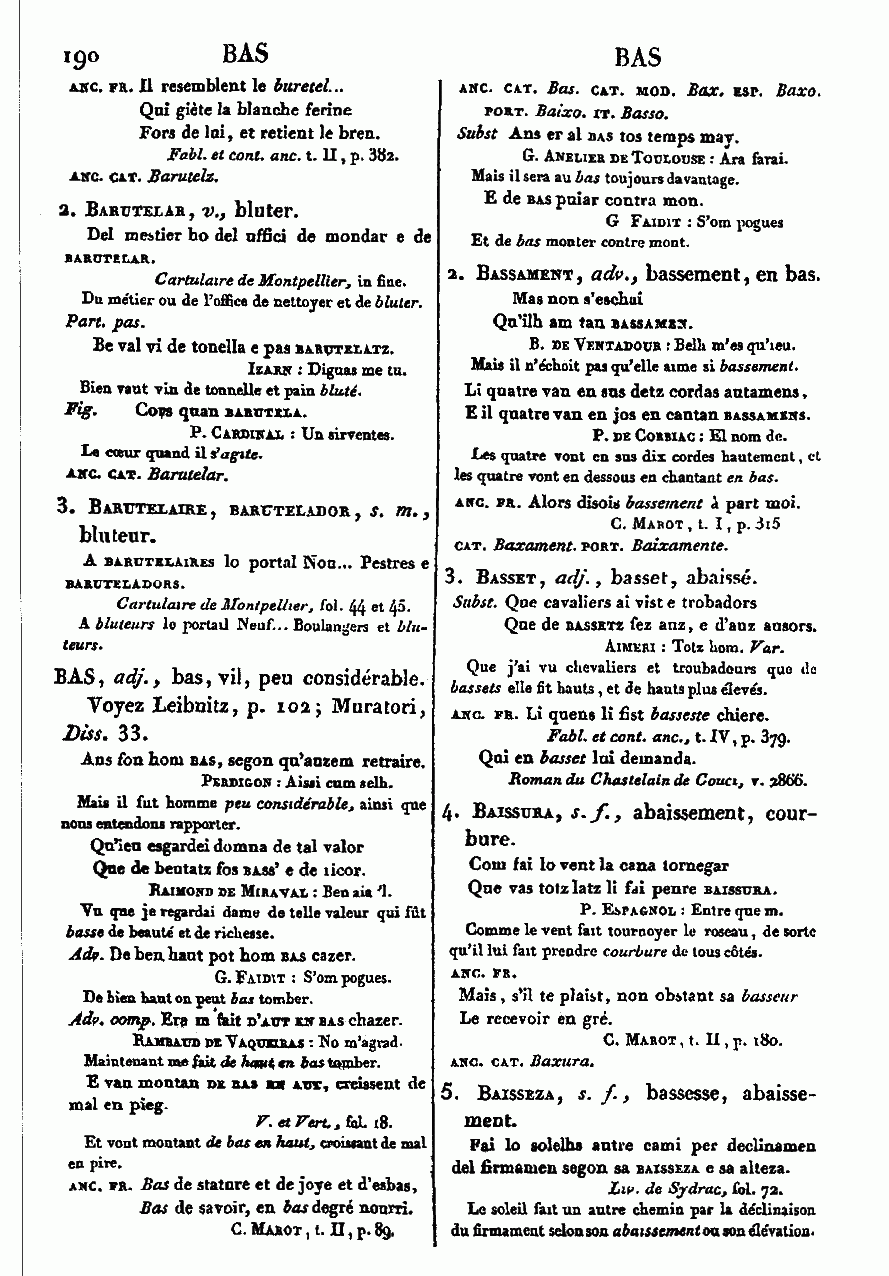 190 BAS
ANC. FR. Il resemblent le buretel...
Qui giète la blanche ferine
Fors de lui, et retient le bren.
Fabl. et cont. anc. t. II, p. 382.
ANC. CAT. Barutelz.
2. BARUTELAR, v., bluter.
Del mestier ho del uffici de mondar e de
BARUTELAR.
Cartulaire de Montpellier, in fine.
Du métier ou de l'office de nettoyer et de bluter.
Part. pas.
Be val vi de tonella e pas BARUTELATZ.
IZARN : Diguas me tu.
Bien vaut vin de tonnelle et pain bluté.
Fig. Cors quan BARUTELA.
P. CARDINAL : Un sirventes.
Le cœur quand il s'agite.
ANC. CAT. Barutelar.
3. BARUTELAIRE, BARUTELADOR, s. m.,
bluteur.
A BARUTELAIRES lo portal Nou... Pestres e
BARUTELADORS.
Cartulaire de Montpellier, fol. 44 et 45.
A bluteurs lo portail Neuf... Boulangers et blu-
teurs.
BAS, adj., bas, vil, peu considérable.
Voyez Leibnitz, p. 102; Muratori,
Diss. 33.
Ans fon hom BAS, segon qu'auzem retraire.
PERDIGON : Aissi cum selh.
Mais il fut homme peu considérable, ainsi que
nous entendons rapporter.
Qu'ieu esgardei domna de tal valor
Que de beutatz fos BASS' e de ricor.
RAIMOND DE MIRAVAL : Ben aia 'l.
Vu que je regardai dame de telle valeur qui fût
basse de beauté et de richesse.
Adv. De ben haut pot hom BAS cazer.
G. FAIDIT : S'om pogues.
De bien haut on peut bas tomber.
Adv. comp. Era m fait D'AUT EN BAS chazer.
RAMBAUD DE VAQUEIRAS : No m'agrad.
Maintenant me fait de haut en bas tomber.
E van montan DE BAS EN AUT, creissent de
mal en pieg.
V. et Vert., fol. 18.
Et vont montant de bas en haut, croissant de mal
en pire.
ANC. FR. Bas de stature et de joye et d'esbas,
Bas de savoir, en bas degré nourri.
C. MAROT, t. II, p. 89.
BAS
ANC. CAT. Bas. CAT. MOD. Bax. ESP. Baxo.
PORT. Baixo. IT. Basso.
Subst Ans er al BAS tos temps may.
G. ANELIER DE TOULOUSE : Ara farai.
Mais il sera au bas toujours davantage.
E de BAS puiar contra mon.
G FAIDIT : S'om pogues
Et de bas monter contre mont.
2. BASSAMENT, adv., bassement, en bas.
Mas non s'eschai
Qu'ilh am tan BASSAMEN.
B. DE VENTADOUR : Belh m'es qu'ieu.
Mais il n'échoit pas qu'elle aime si bassement.
Li quatre van en sus detz cordas autamens,
E il quatre van en jos en cantan BASSAMENS.
P. DE CORBIAC : El nom de.
Les quatre vont en sus dix cordes hautement, et
les quatre vont en dessous en chantant en bas.
ANC. FR. Alors disois bassement à part moi.
C. MAROT, t. I, p. 315
CAT. Baxament. PORT. Baixamente.
3. BASSET, adj., basset, abaissé.
Subst. Que cavaliers ai vist e trobadors
Que de BASSETZ fez auz, e d'auz ausors.
AIMERI : Totz hom. Var.
Que j'ai vu chevaliers et troubadours que de
bassets elle fit hauts, et de hauts plus élevés.
ANC. FR. Li quens li fist basseste chiere.
Fabl. et cont. anc., t. IV, p. 379.
Qui en basset lui demanda.
Roman du Chastelain de Couci, v. 2866.
4. BAISSURA, s. f., abaissement, cour-
bure.
Com fai lo vent la cana tornegar
Que vas totz latz li fai penre BAISSURA.
P. ESPAGNOL : Entre que m.
Comme le vent fait tournoyer le roseau, de sorte
qu'il lui fait prendre courbure de tous côtés.
ANC. FR.
Mais, s'il te plaist, non obstant sa basseur
Le recevoir en gré.
C. MAROT, t. II, p. 180.
ANC. CAT. Baxura.
5. BAISSEZA, s. f., bassesse, abaisse-
ment.
Fai lo solelhs autre cami per declinamen
del firmamen segon sa BAISSEZA e sa alteza.
Liv. de Sydrac, fol. 72.
Le soleil fait un autre chemin par la déclinaison
du firmament selon son abaissement ou son élévation.